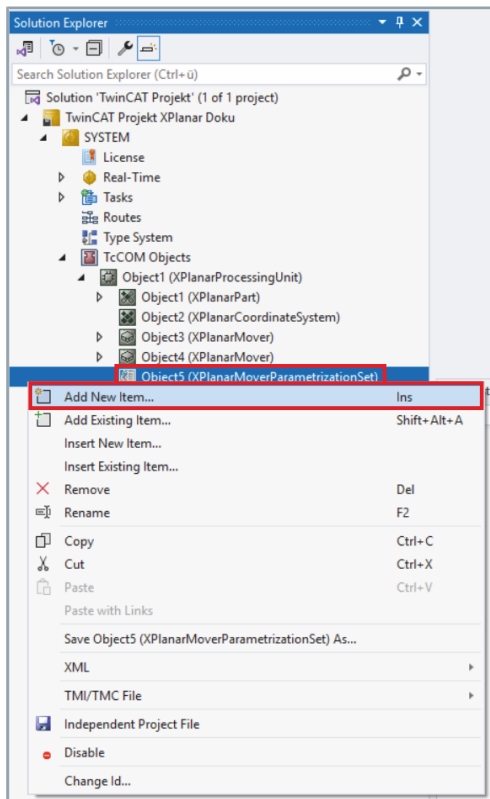 Solution Explorer
Search Solution Explorer (Ctrl+ü)
Solution 'TwinCAT Projekt' (1 of 1 project)
TwinCAT Projekt XPlanar Doku
SYSTEM
License
Real-Time
Tasks
Routes
Type System
TcCOM Objects
Object1 (XPlanarProcessingUnit)
Object1 (XPlanarPart)
Object2 (XPlanarCoordinateSystem)
Object3 (XPlanarMover)
Object4 (XPlanarMover)
Object5 (XPlanarMoverParametrizationSet)
Add New Item... Ins
Add Existing Item... Shift+Alt+A
Insert New Item...
Insert Existing Item...
Remove Del
Rename F2
Copy Ctrl+C
Cut Ctrl+X
Paste Ctrl+V
Paste with Links
Save Object5 (XPlanarMoverParametrizationSet) As...
XML
TMI/TMC File
Independent Project File
Disable
Change Id...